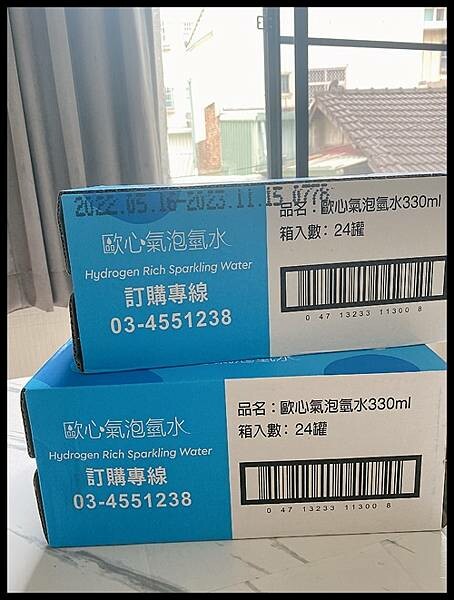 2022.05.16-2023.11.15 0778
歐心氣泡氫水
Hydrogen Rich Sparkling Water
訂購專線
03-4551238
品名：歐心氣泡氫水330ml
箱入數：24罐
0 47 13233 11300 8
歐心氣泡氫水
Hydrogen Rich Sparkling Water
訂購專線
03-4551238
品名：歐心氣泡氫水330ml
箱入數：24罐
0 47 13233 11300 8